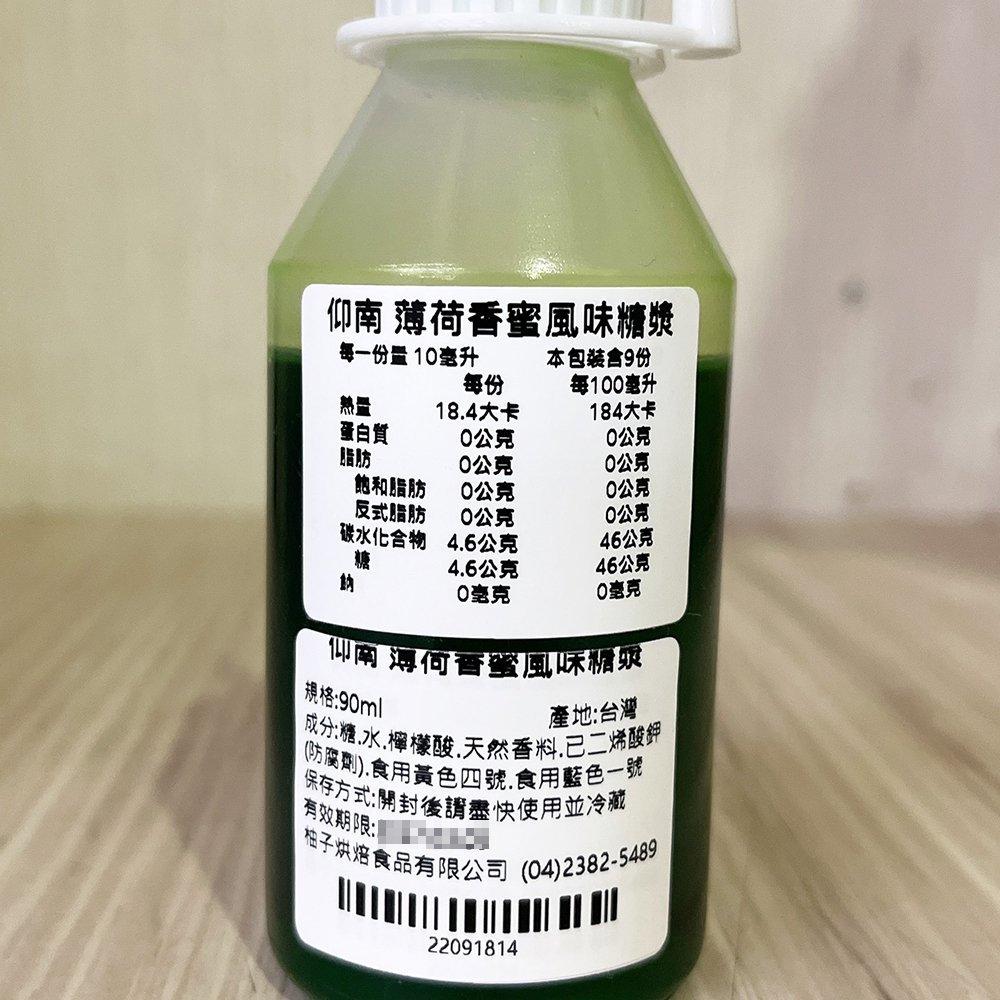 仰南 薄荷香蜜風味糖漿
每一份量 10毫升 本包裝含9份
每份 每100毫升
熱量 18.4大卡 184大卡
蛋白質 0公克 0公克
脂肪 0公克 0公克
飽和脂肪 0公克 0公克
反式脂肪 0公克 0公克
碳水化合物 4.6公克 46公克
糖 4.6公克 46公克
鈉 0毫克 0毫克
仰南 薄荷香蜜風味糖漿
規格:90ml 產地:台灣
成分:糖.水.檸檬酸.天然香料.已二烯酸鉀
(防腐劑).食用黃色四號.食用藍色一號
保存方式:開封後請盡快使用並冷藏
有效期限:
柚子烘焙食品有限公司 (04)2382-5489
22091814